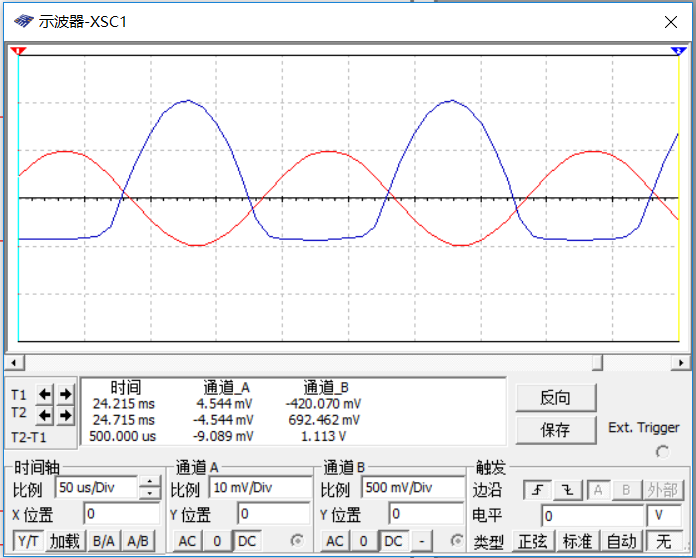 示波器-XSC1
时间 通道_A 通道_B
T1 24.215 ms 4.544 mV -420.070 mV
T2 24.715 ms -4.544 mV 692.462 mV
T2-T1 500.000 us -9.089 mV 1.113 V
反向
保存
Ext. Trigger
时间轴
比例 50 us/Div
X 位置 0
Y/T 加载 B/A A/B
通道 A
比例 10 mV/Div
Y 位置 0
AC 0 DC
通道 B
比例 500 mV/Div
Y 位置 0
AC 0 DC -
触发
边沿 A B 外部
电平 0 V
类型 正弦 标准 自动 无